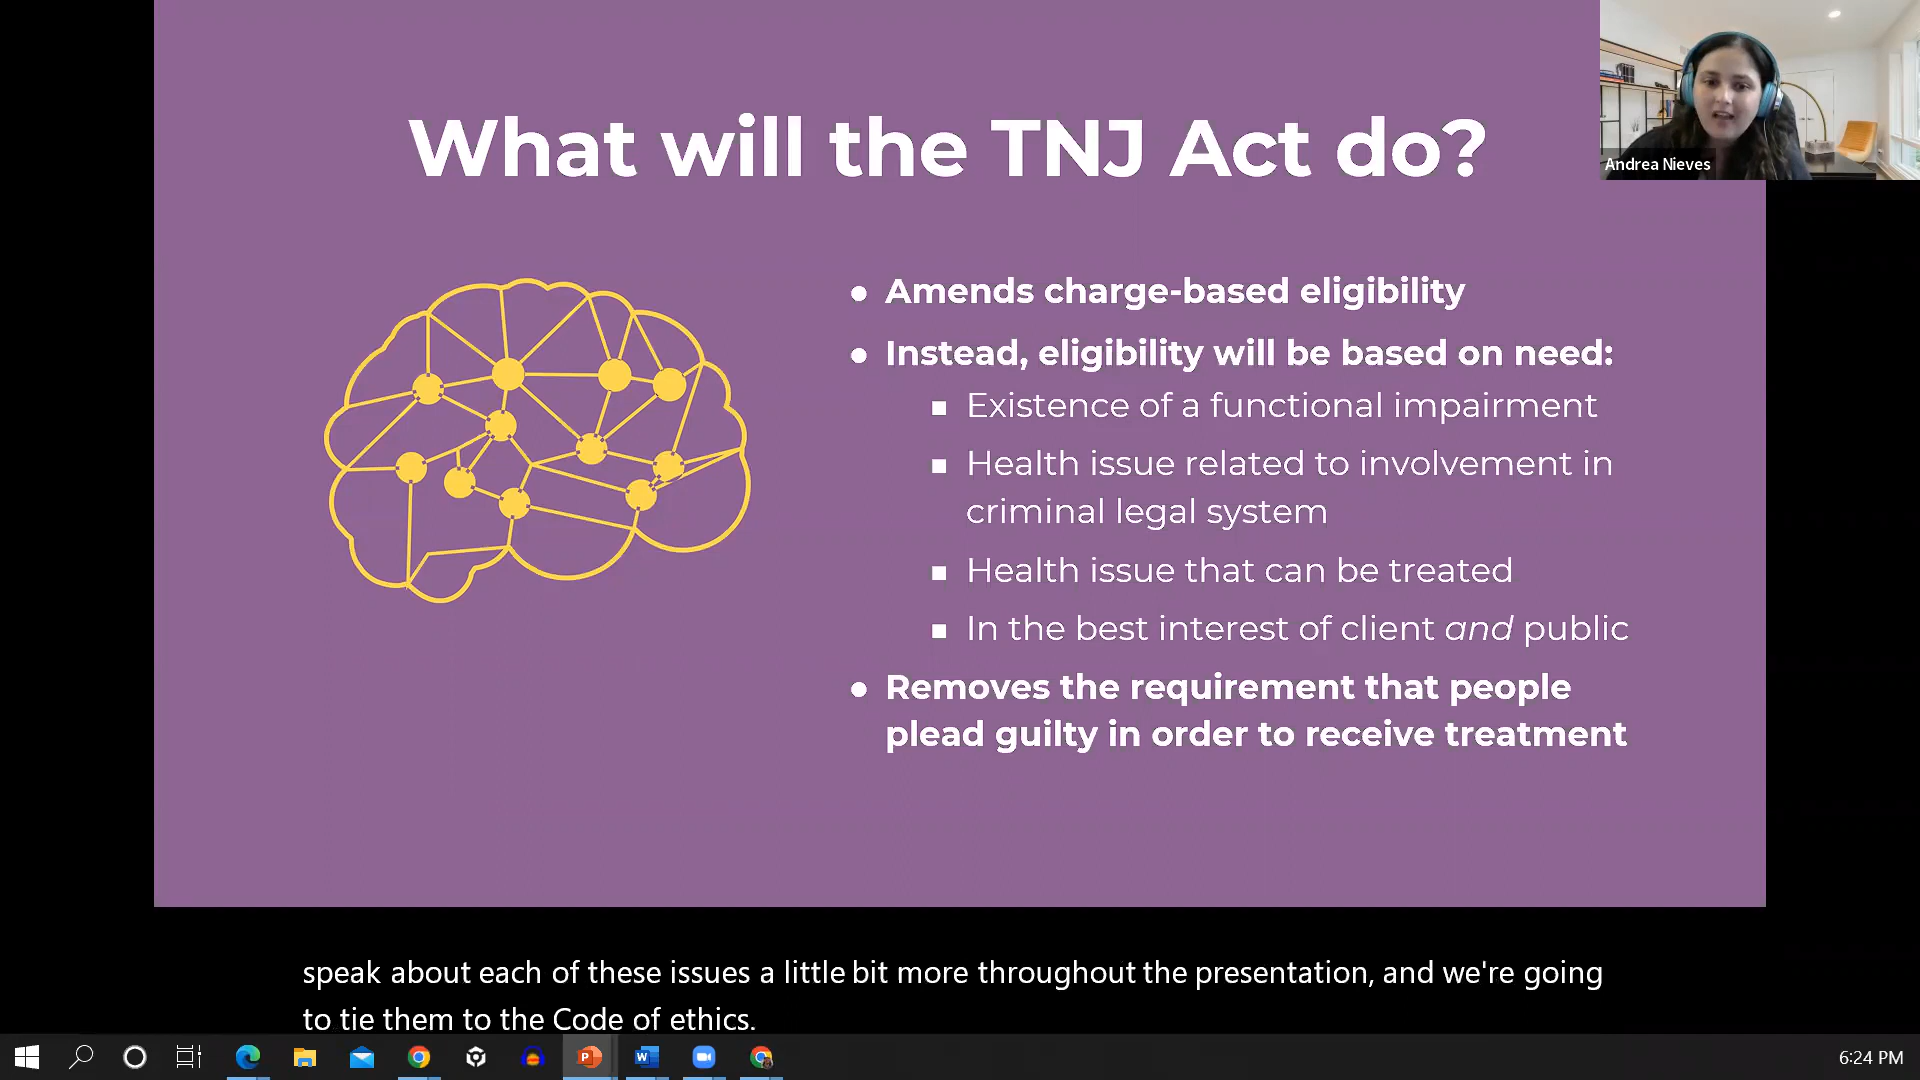 What will the TNJ Act do?
Andrea Nieves
● Amends charge-based eligibility
● Instead, eligibility will be based on need:
■ Existence of a functional impairment
■ Health issue related to involvement in
criminal legal system
■ Health issue that can be treated
■ In the best interest of client and public
● Removes the requirement that people
plead guilty in order to receive treatment
speak about each of these issues a little bit more throughout the presentation, and we're going
to tie them to the Code of ethics.
6:24 PM